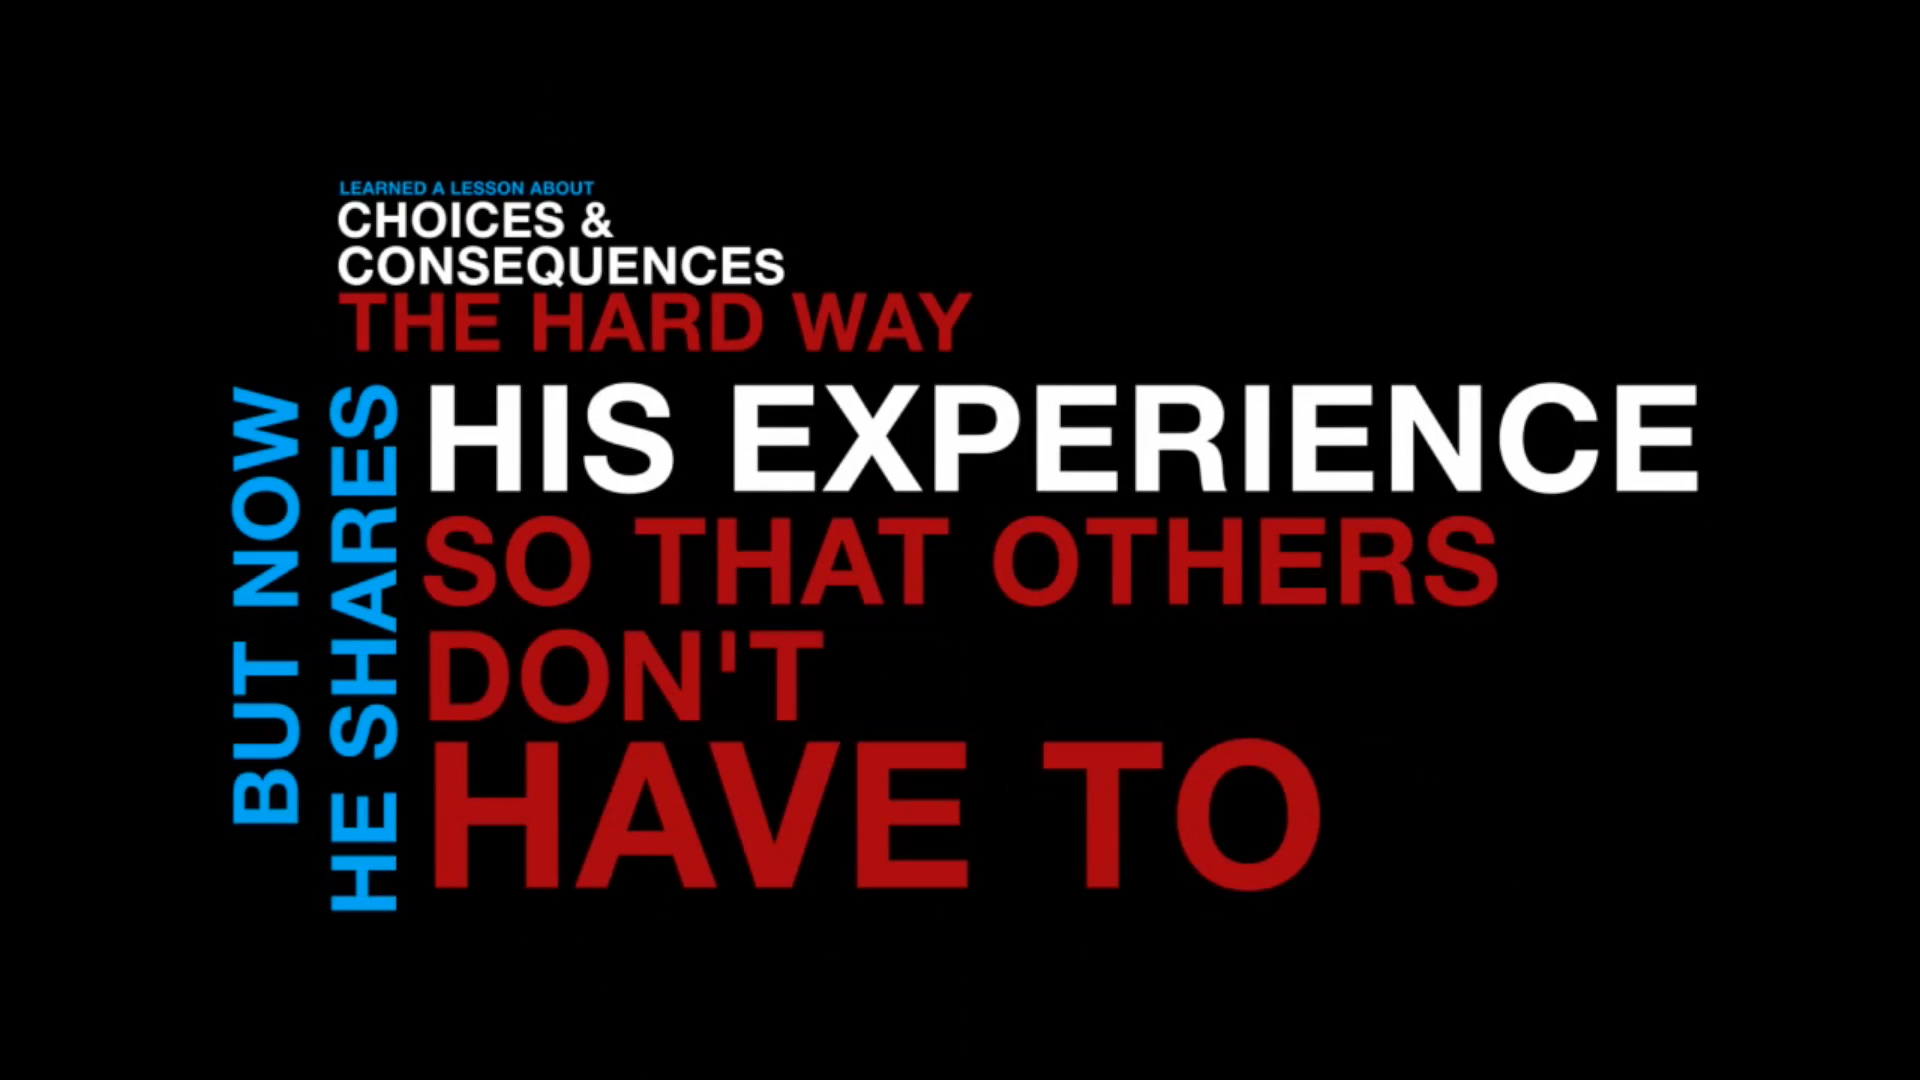 LEARNED A LESSON ABOUT
CHOICES &
CONSEQUENCES
THE HARD WAY
BUT NOW
HE SHARES
HIS EXPERIENCE
SO THAT OTHERS
DON'T
HAVE TO